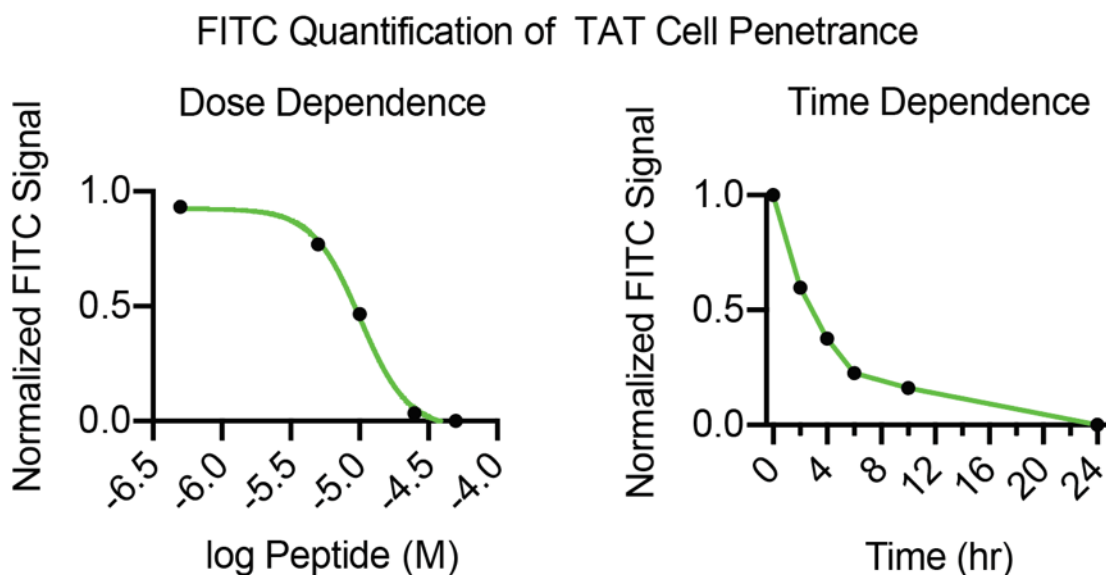 FITC Quantification of TAT Cell Penetrance
Dose Dependence
Normalized FITC Signal
1.0
0.5
0.0
-6.5 -6.0 -5.5 -5.0 -4.5 -4.0
log Peptide (M)
Time Dependence
Normalized FITC Signal
1.0
0.5
0.0
0 4 8 12 16 20 24
Time (hr)